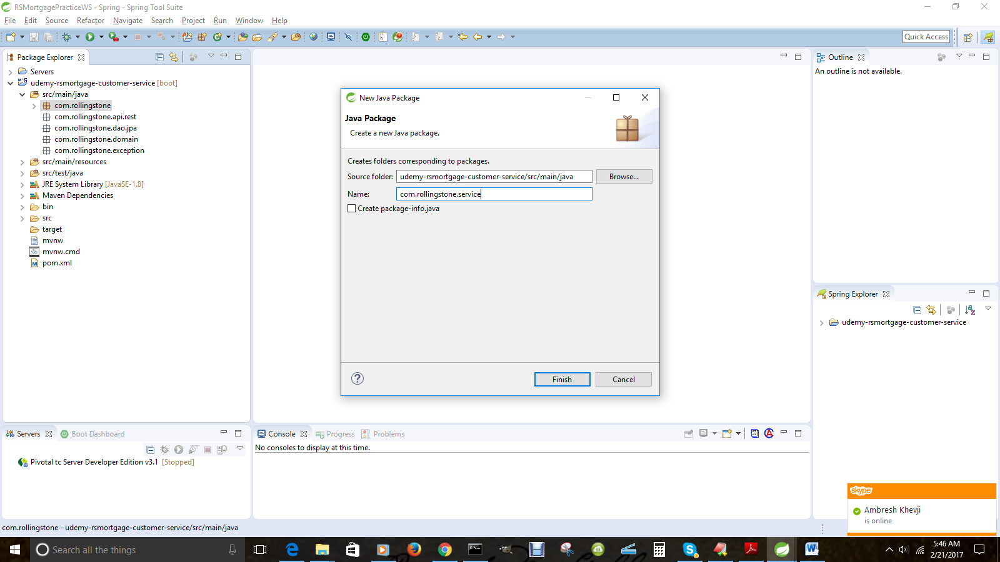 RSMortgagePracticeWS - Spring - Spring Tool Suite
File Edit Source Refactor Navigate Search Project Run Window Help
Quick Access
Package Explorer
Servers
udemy-rsmortgage-customer-service [boot]
src/main/java
com.rollingstone
com.rollingstone.api.rest
com.rollingstone.dao.jpa
com.rollingstone.domain
com.rollingstone.exception
src/main/resources
src/test/java
JRE System Library [JavaSE-1.8]
Maven Dependencies
bin
src
target
mvnw
mvnw.cmd
pom.xml
New Java Package
Java Package
Create a new Java package.
Creates folders corresponding to packages.
Source folder: udemy-rsmortgage-customer-service/src/main/java Browse...
Name: com.rollingstone.service
Create package-info.java
Finish Cancel
Outline
An outline is not available.
Spring Explorer
udemy-rsmortgage-customer-service
Servers Boot Dashboard
Pivotal tc Server Developer Edition v3.1 [Stopped]
Console Progress Problems
No consoles to display at this time.
skype
Ambresh Khevji
is online
com.rollingstone - udemy-rsmortgage-customer-service/src/main/java
Search all the things
5:46 AM
2/21/2017